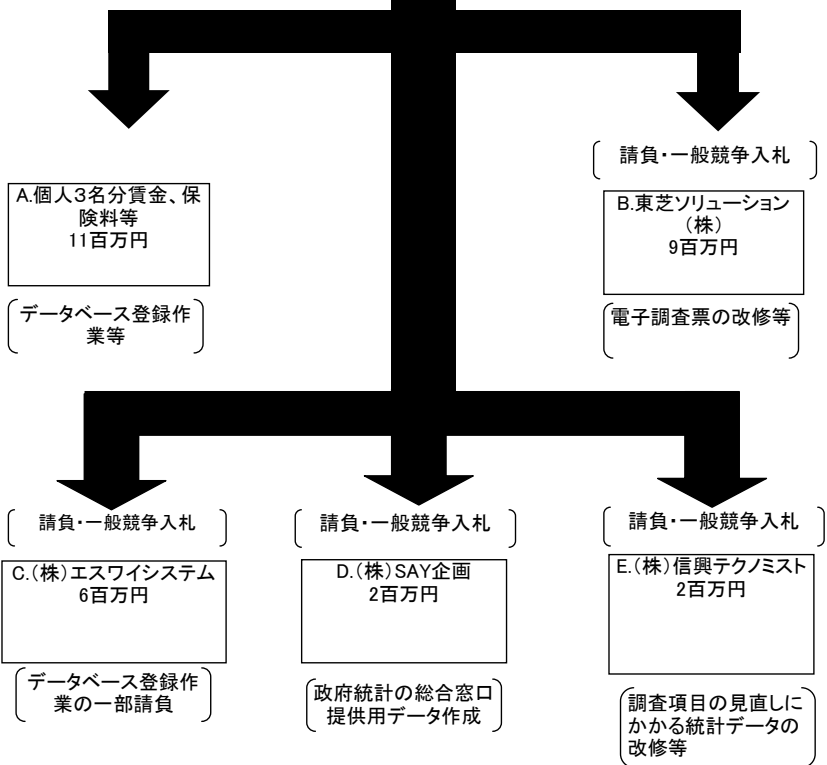 A.個人3名分賃金、保
険料等
11百万円
データベース登録作
業等
請負・一般競争入札
B.東芝ソリューション
(株)
9百万円
電子調査票の改修等
請負・一般競争入札
C.(株)エスワイシステム
6百万円
データベース登録作
業の一部請負
請負・一般競争入札
D.(株)SAY企画
2百万円
政府統計の総合窓口
提供用データ作成
請負・一般競争入札
E.(株)信興テクノミスト
2百万円
調査項目の見直しに
かかる統計データの
改修等